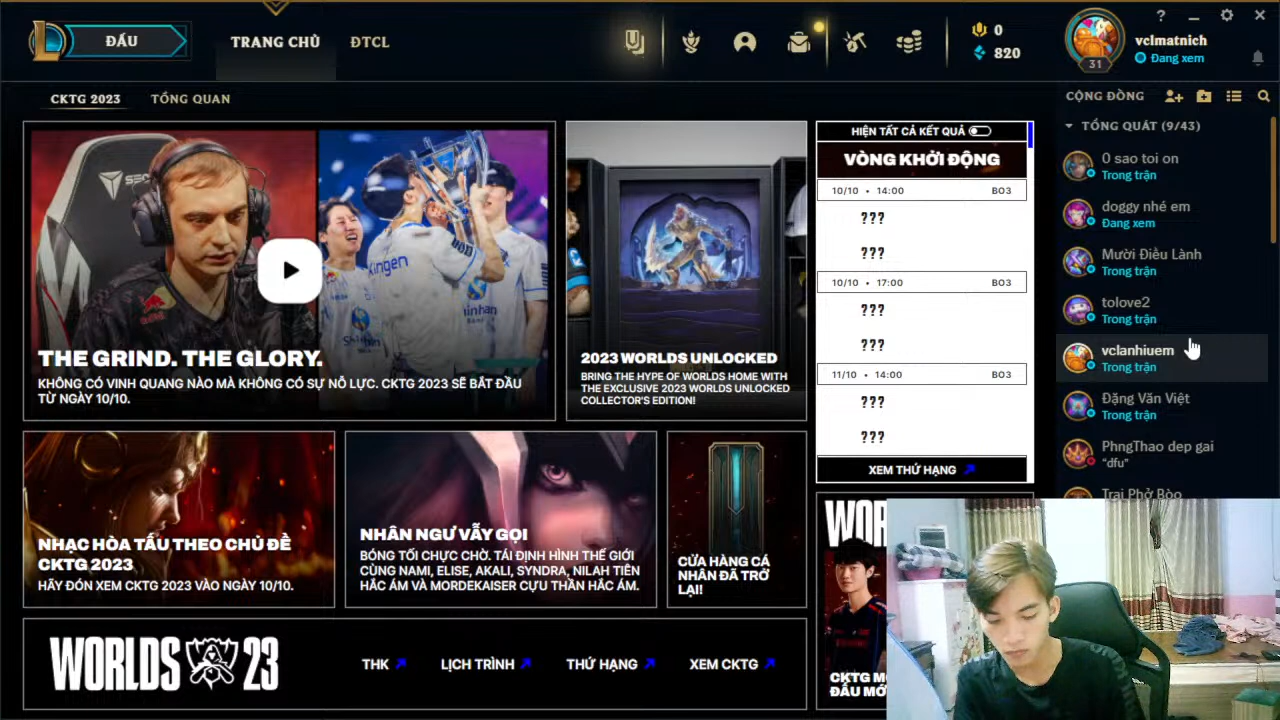 ĐẤU
TRANG CHỦ
ĐTCL
0
820
?
vclmatnich
Đang xem
31
CKTG 2023
TỔNG QUAN
THE GRIND. THE GLORY.
KHÔNG CÓ VINH QUANG NÀO MÀ KHÔNG CÓ SỰ NỖ LỰC. CKTG 2023 SẼ BẮT ĐẦU
TỪ NGÀY 10/10.
2023 WORLDS UNLOCKED
BRING THE HYPE OF WORLDS HOME WITH
THE EXCLUSIVE 2023 WORLDS UNLOCKED
COLLECTOR'S EDITION!
HIỆN TẤT CẢ KẾT QUẢ
VÒNG KHỞI ĐỘNG
10/10 • 14:00 BO3
???
???
10/10 • 17:00 BO3
???
???
11/10 • 14:00 BO3
???
???
XEM THỨ HẠNG
NHẠC HÒA TẤU THEO CHỦ ĐỀ
CKTG 2023
HÃY ĐÓN XEM CKTG 2023 VÀO NGÀY 10/10.
NHÂN NGƯ VẪY GỌI
BÓNG TỐI CHỰC CHỜ. TÁI ĐỊNH HÌNH THẾ GIỚI
CÙNG NAMI, ELISE, AKALI, SYNDRA, NILAH TIÊN
HẮC ÁM VÀ MORDEKAISER CỰU THẦN HẮC ÁM.
CỬA HÀNG CÁ
NHÂN ĐÃ TRỞ
LẠI!
WORLDS 23
THK
LỊCH TRÌNH
THỨ HẠNG
XEM CKTG
CKTG
ĐẦU
CỘNG ĐỒNG
TỔNG QUÁT (9/43)
0 sao toi on
Trong trận
doggy nhé em
Đang xem
Mười Điều Lành
Trong trận
tolove2
Trong trận
vclanhiuem
Trong trận
Đặng Văn Việt
Trong trận
PhngThao dep gai
"dfu"
Trai Phở Bò